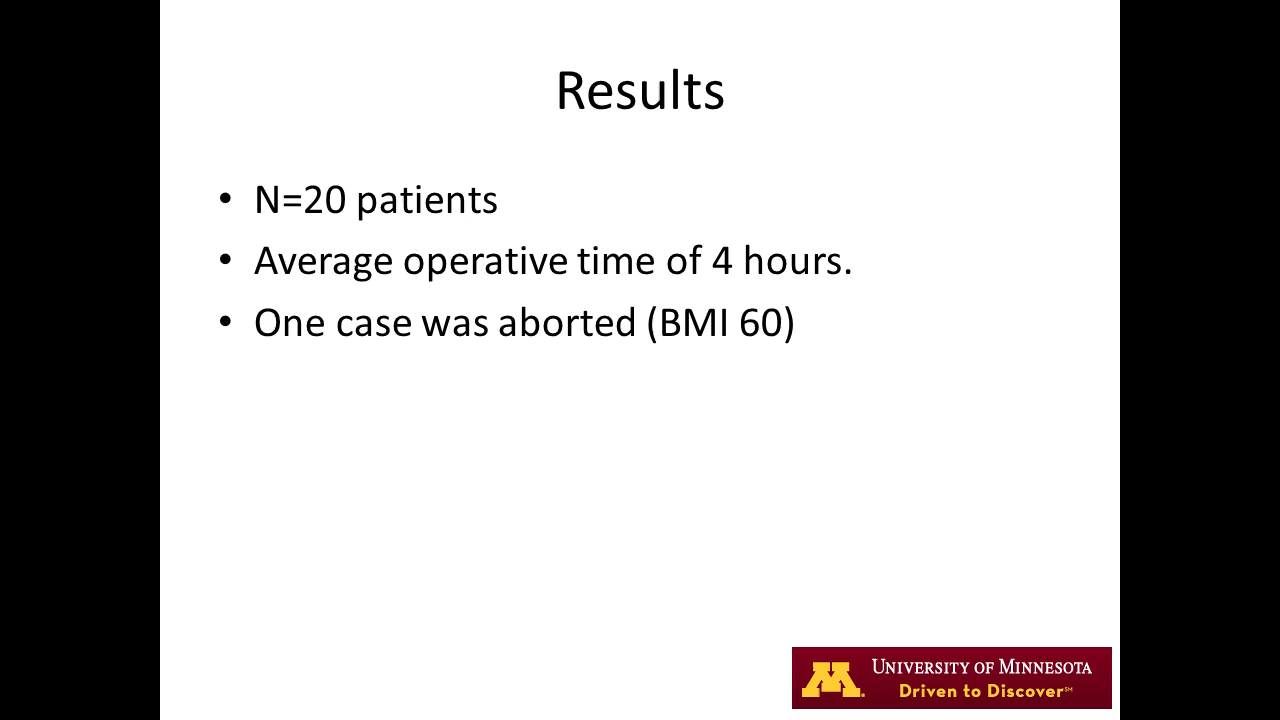 Results
• N=20 patients
• Average operative time of 4 hours.
• One case was aborted (BMI 60)
UNIVERSITY OF MINNESOTA
Driven to Discover℠